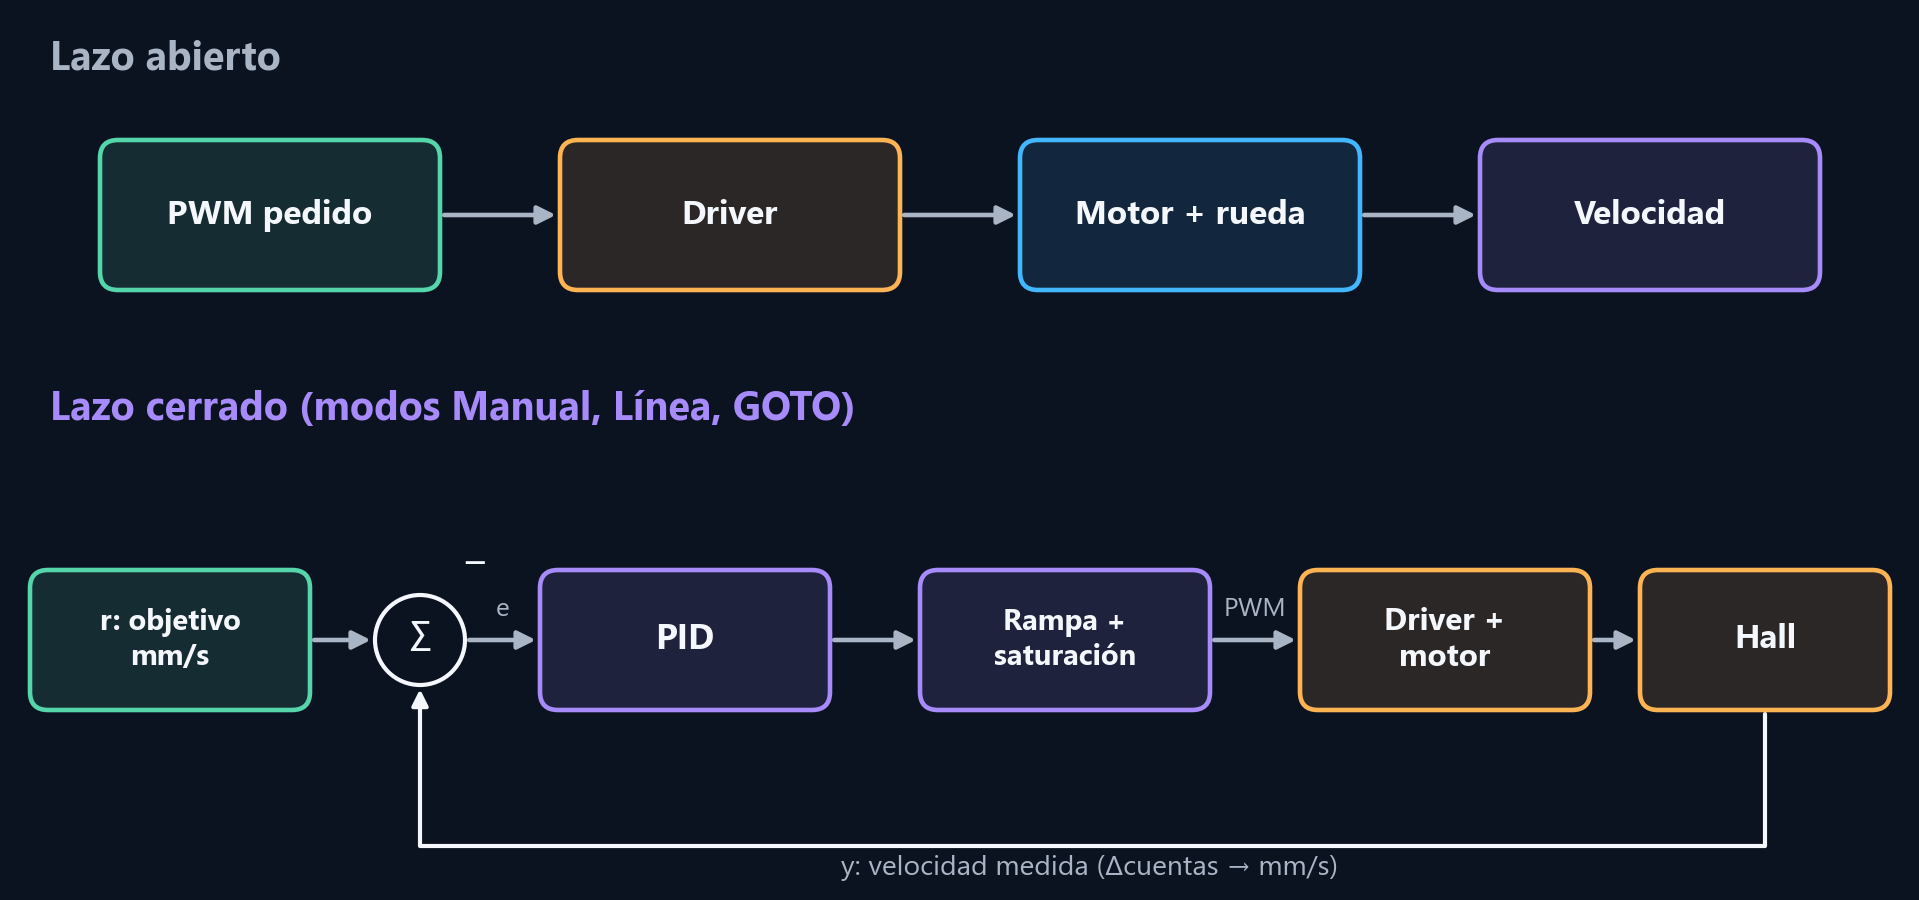 Lazo abierto
PWM pedido
Driver
Motor + rueda
Velocidad
Lazo cerrado (modos Manual, Línea, GOTO)
r: objetivo
mm/s
Σ
−
e
PID
Rampa +
saturación
PWM
Driver +
motor
Hall
y: velocidad medida (Δcuentas → mm/s)